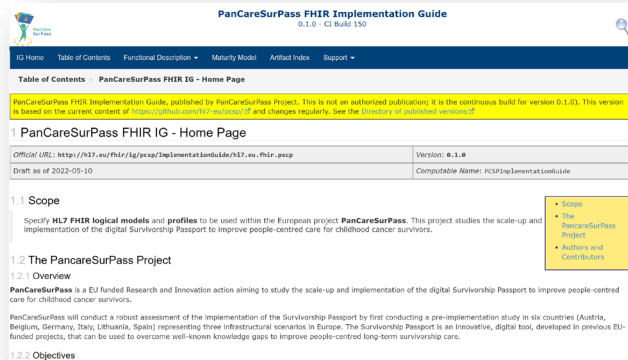 PanCareSurPass FHIR Implementation Guide
0.1.0 - CI Build 150
PanCare
SurPass
IG Home Table of Contents Functional Description Maturity Model Artifact Index Support
Table of Contents > PanCareSurPass FHIR IG - Home Page
PanCareSurPass FHIR Implementation Guide, published by PanCareSurPass Project. This is not an authorized publication; it is the continuous build for version 0.1.0). This version
is based on the current content of https://github.com/hl7-eu/pcsp/ and changes regularly. See the Directory of published versions
1 PanCareSurPass FHIR IG - Home Page
Official URL: http://hl7.eu/fhir/ig/pcsp/ImplementationGuide/hl7.eu.fhir.pscp Version: 0.1.0
Draft as of 2022-05-10 Computable Name: PCSPImplementationGuide
1.1 Scope
Specify HL7 FHIR logical models and profiles to be used within the European project PanCareSurPass. This project studies the scale-up and
implementation of the digital Survivorship Passport to improve people-centred care for childhood cancer survivors.
• Scope
• The
PancareSurPass
Project
• Authors and
Contributors
1.2 The PancareSurPass Project
1.2.1 Overview
PanCareSurPass is a EU funded Research and Innovation action aiming to study the scale-up and implementation of the digital Survivorship Passport to improve people-centred
care for childhood cancer survivors.
PanCareSurPass will conduct a robust assessment of the implementation of the Survivorship Passport by first conducting a pre-implementation study in six countries (Austria,
Belgium, Germany, Italy, Lithuania, Spain) representing three infrastructural scenarios in Europe. The Survivorship Passport is an innovative, digital tool, developed in previous EU-
funded projects, that can be used to overcome well-known knowledge gaps to improve people-centred long-term survivorship care.
1.2.2 Objectives